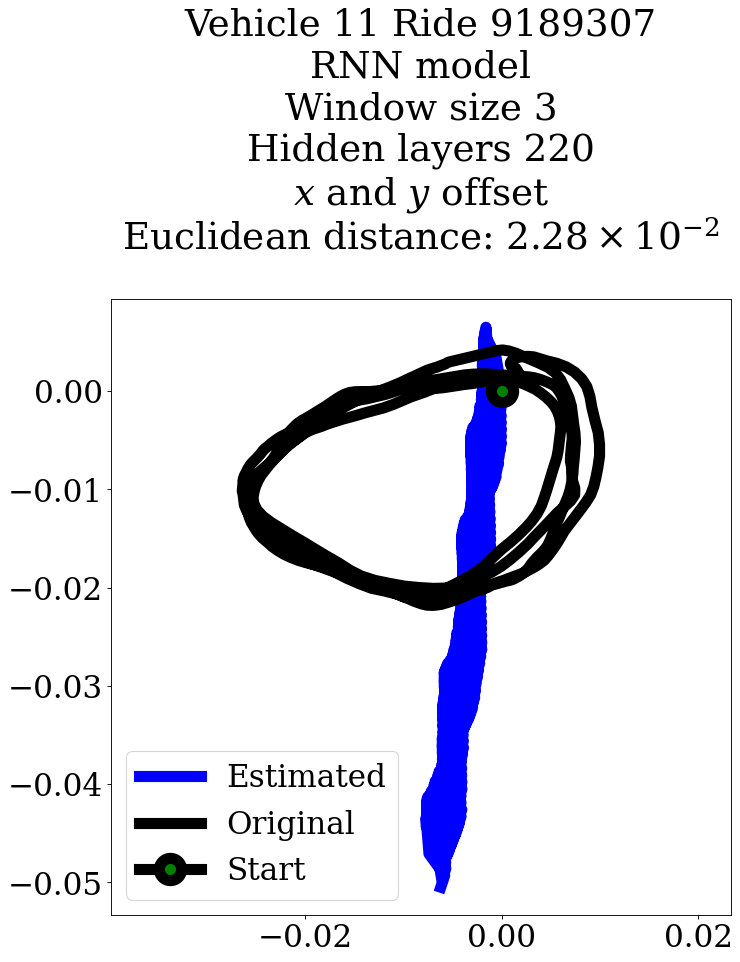 Vehicle 11 Ride 9189307
RNN model
Window size 3
Hidden layers 220
x and y offset
Euclidean distance: 2.28 × 10⁻²
0.00
−0.01
−0.02
−0.03
−0.04
−0.05
Estimated
Original
Start
−0.02
0.00
0.02